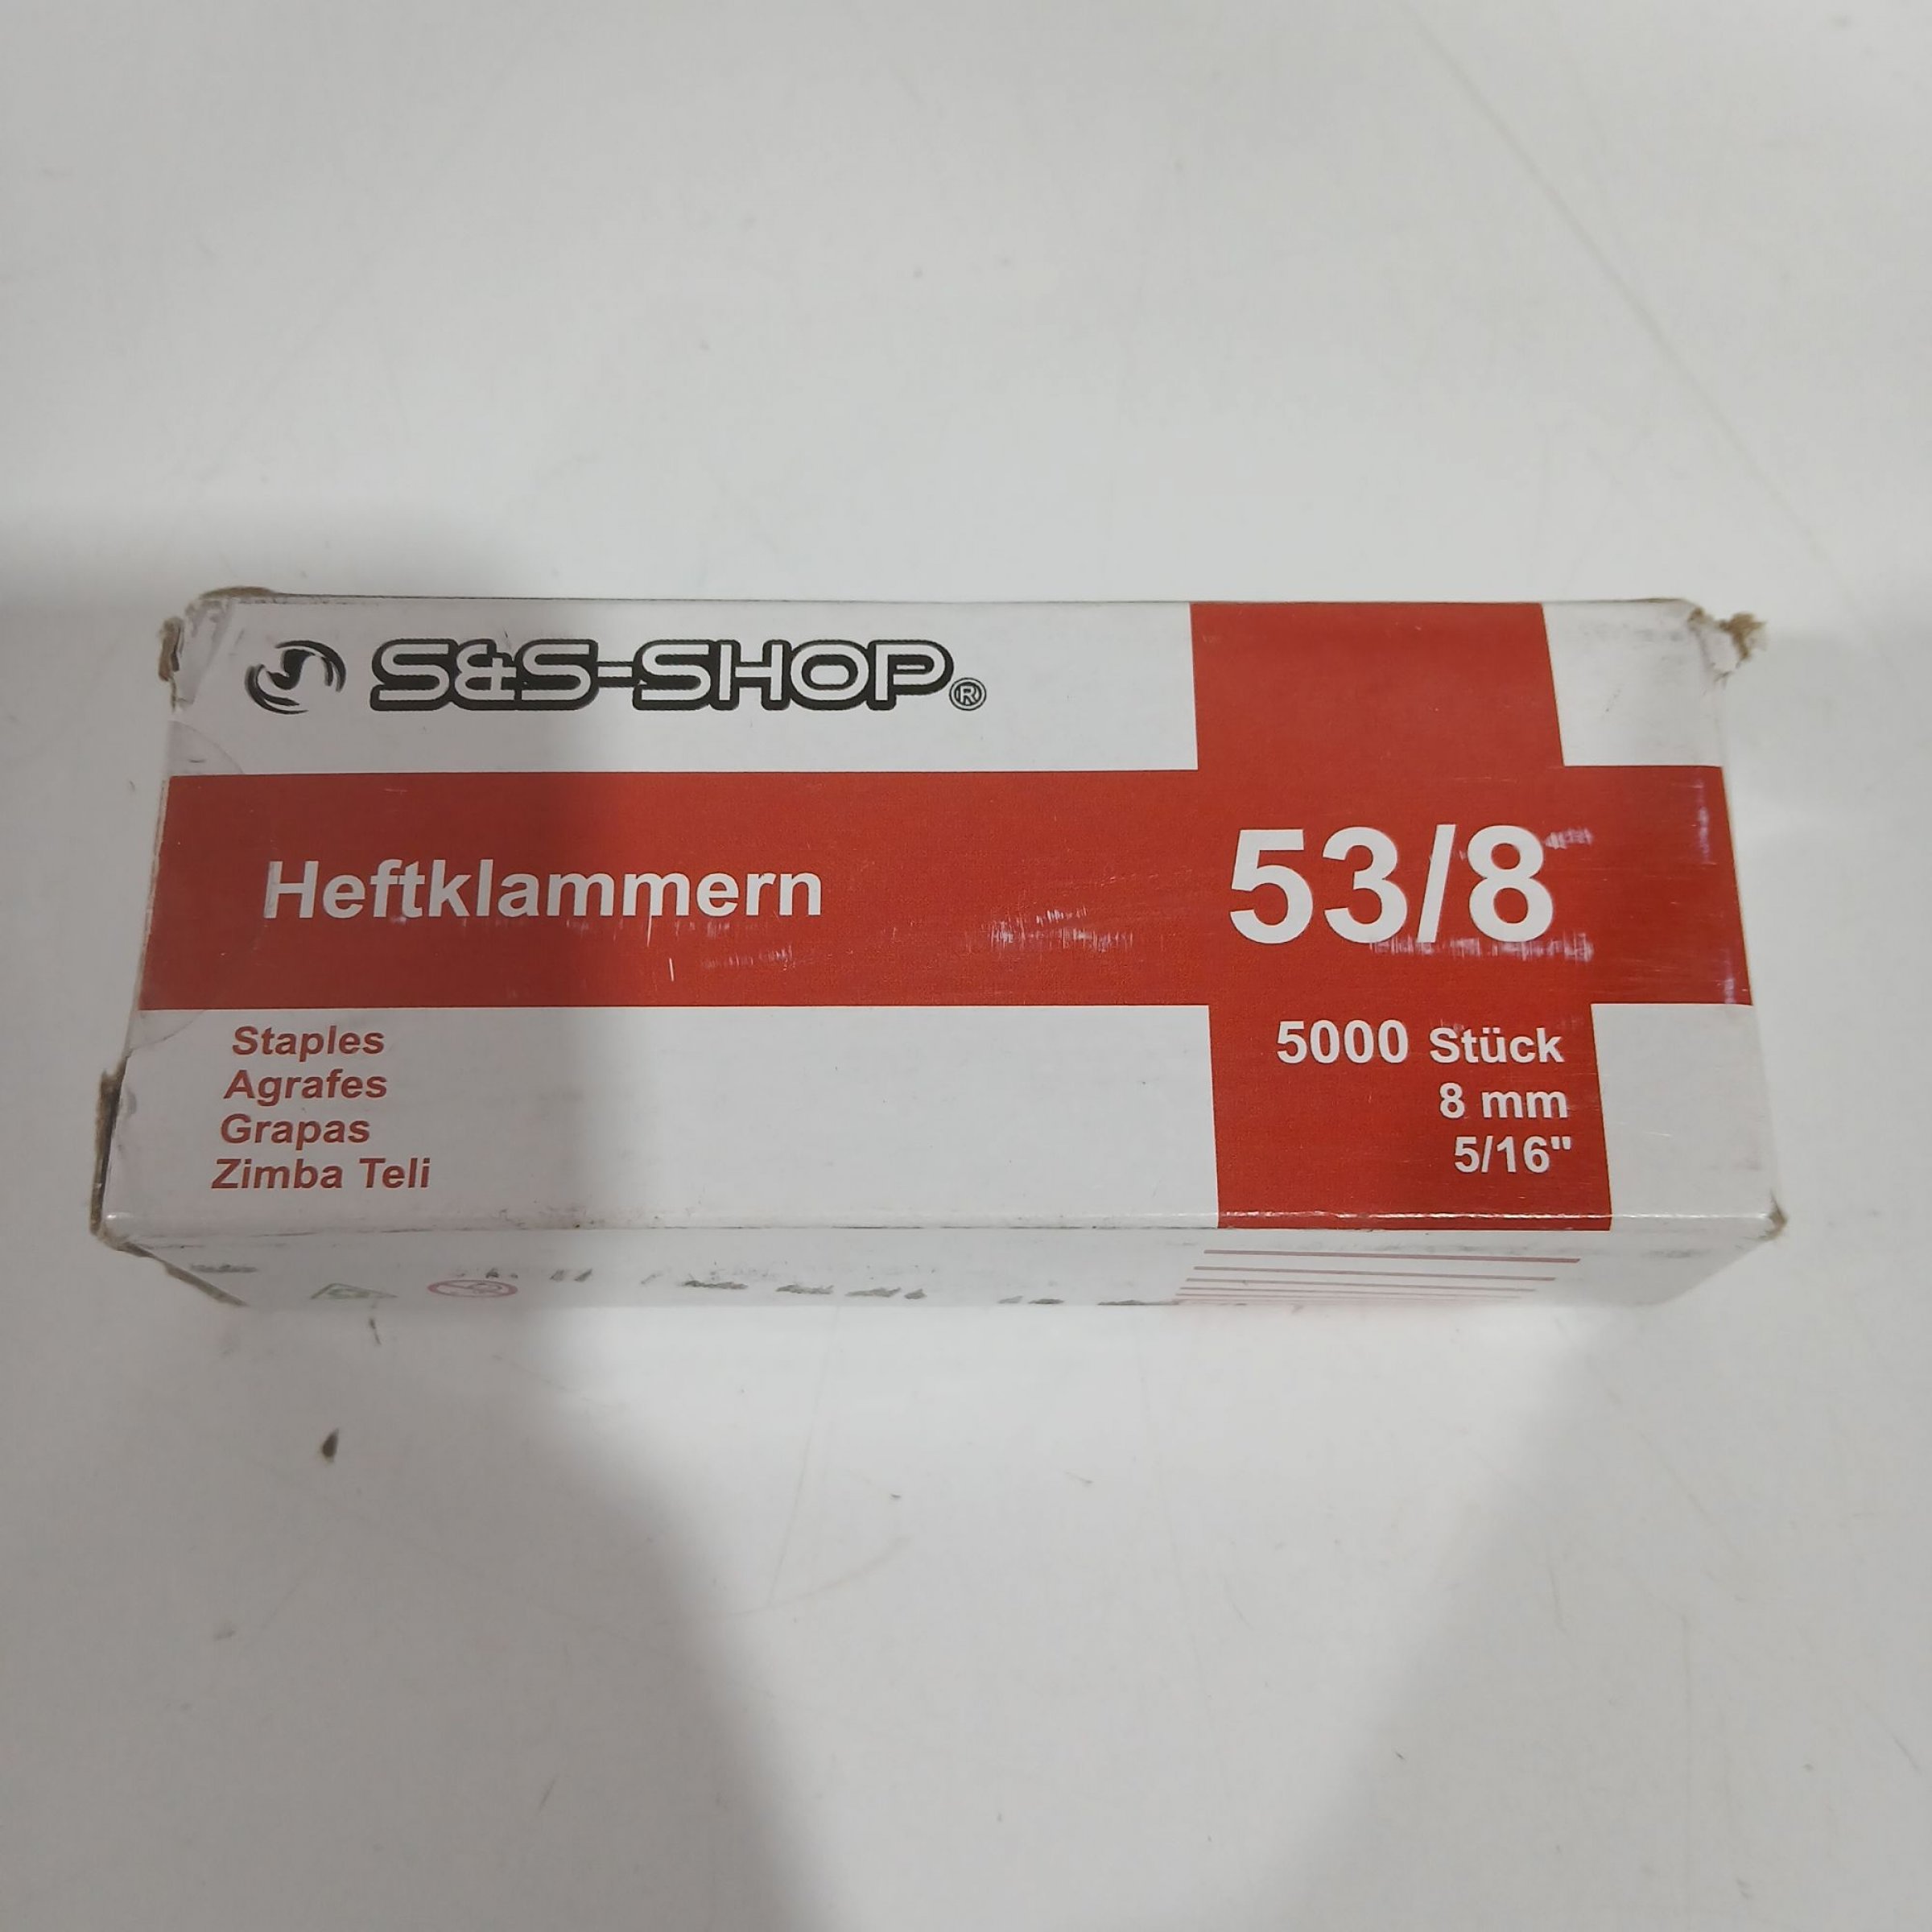 S&S-SHOP®
Heftklammern
53/8
Staples
Agrafes
Grapas
Zimba Teli
5000 Stück
8 mm
5/16"